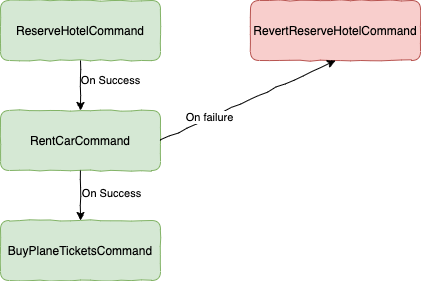 ReserveHotelCommand
RevertReserveHotelCommand
On Success
On failure
RentCarCommand
On Success
BuyPlaneTicketsCommand